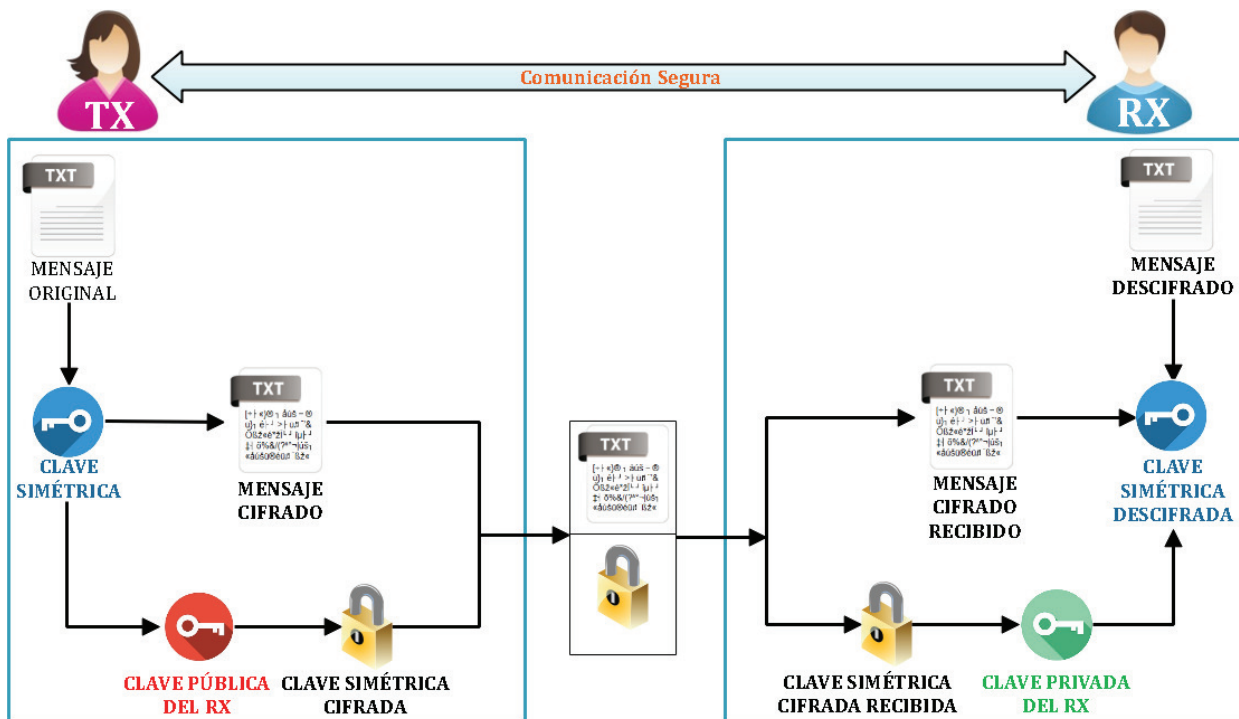 Comunicación Segura
TX
RX
TXT
MENSAJE
ORIGINAL
CLAVE
SIMÉTRICA
TXT
MENSAJE
CIFRADO
CLAVE PÚBLICA
DEL RX
CLAVE SIMÉTRICA
CIFRADA
TXT
TXT
MENSAJE
CIFRADO
RECIBIDO
CLAVE SIMÉTRICA
CIFRADA RECIBIDA
CLAVE PRIVADA
DEL RX
TXT
MENSAJE
DESCIFRADO
CLAVE
SIMÉTRICA
DESCIFRADA